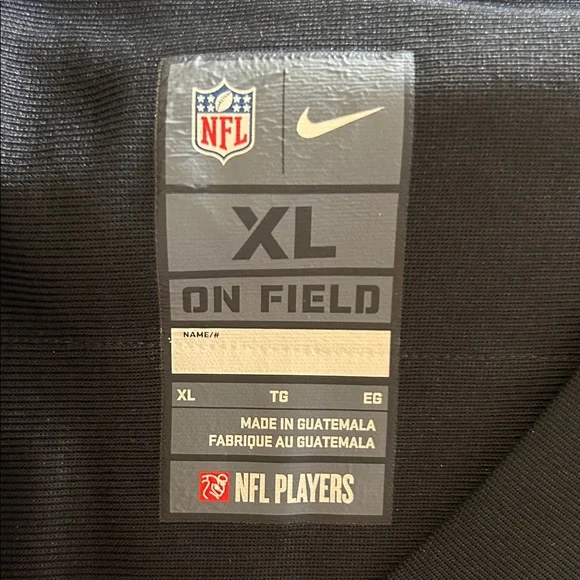 NFL
XL
ON FIELD
NAME/#
XL TG EG
MADE IN GUATEMALA
FABRIQUE AU GUATEMALA
NFL PLAYERS